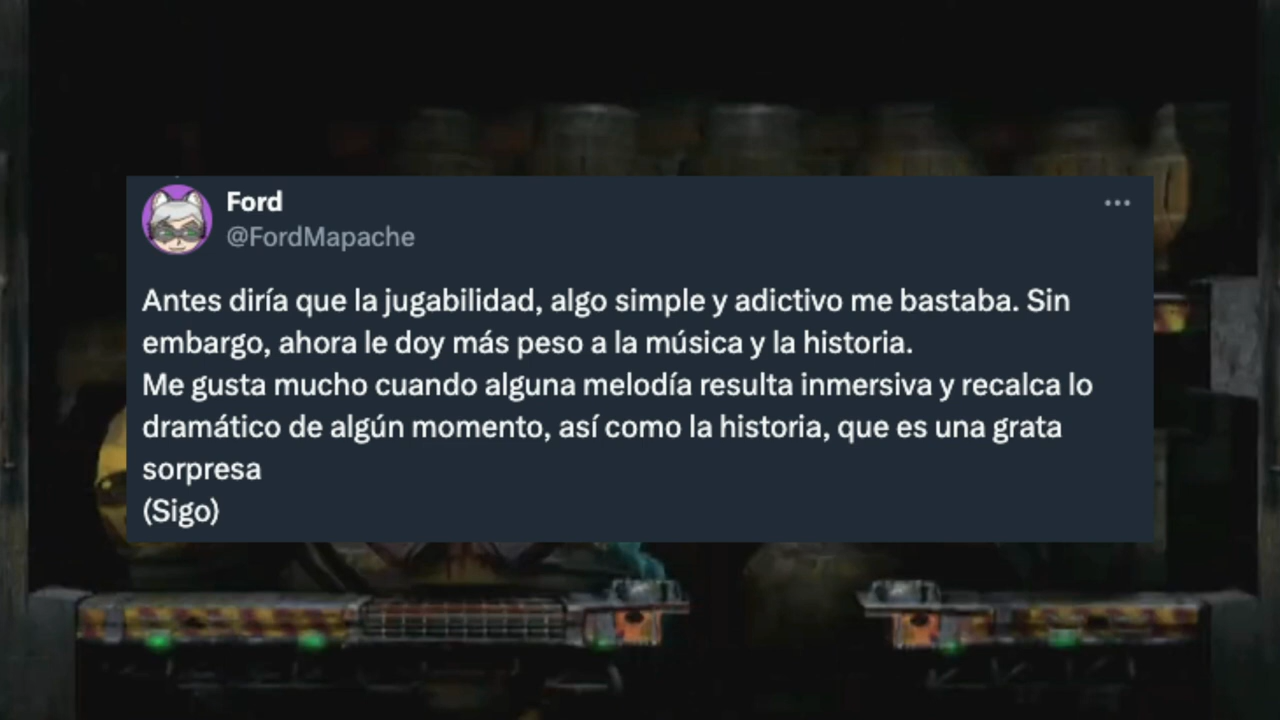 Ford
@FordMapache
Antes diría que la jugabilidad, algo simple y adictivo me bastaba. Sin
embargo, ahora le doy más peso a la música y la historia.
Me gusta mucho cuando alguna melodía resulta inmersiva y recalca lo
dramático de algún momento, así como la historia, que es una grata
sorpresa
(Sigo)